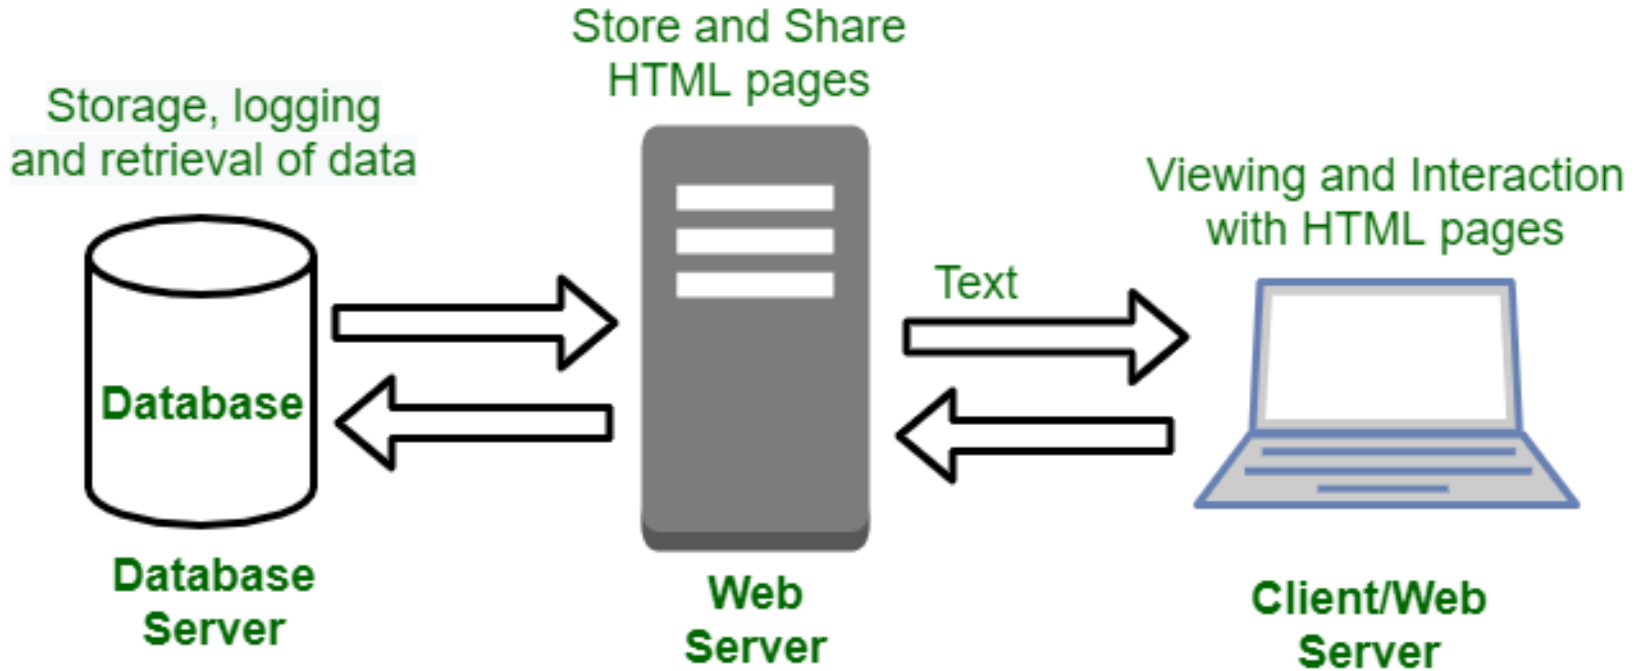 Storage, logging
and retrieval of data
Database
Database
Server
Store and Share
HTML pages
Web
Server
Text
Viewing and Interaction
with HTML pages
Client/Web
Server